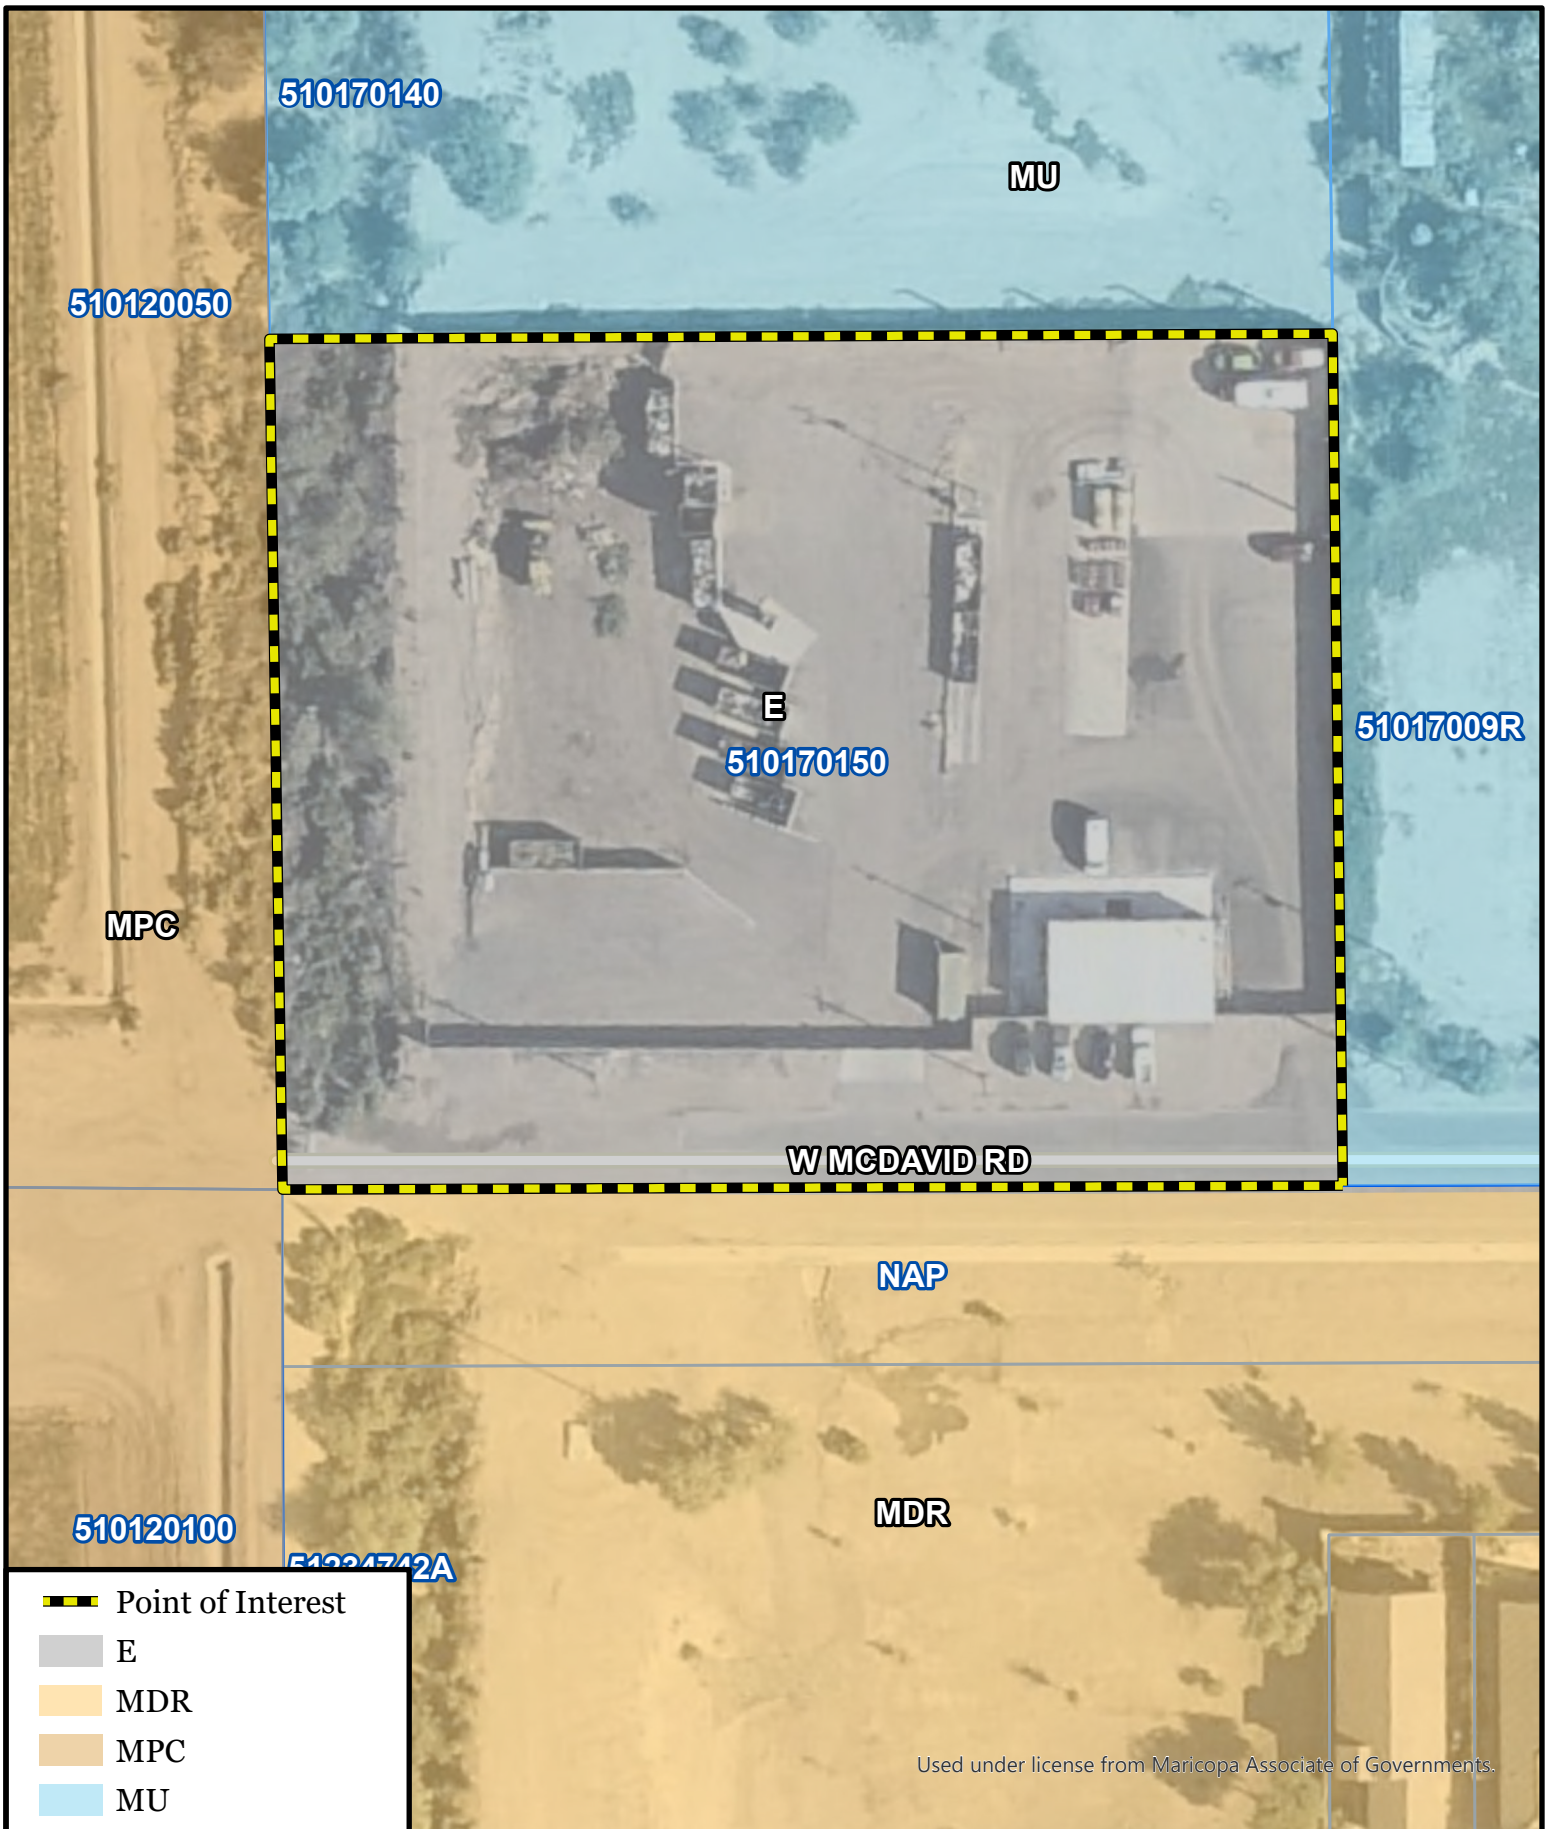 510170140
MU
510120050
E
510170150
51017009R
MPC
W MCDAVID RD
NAP
MDR
510120100
51234742A
Point of Interest
E
MDR
MPC
MU
Used under license from Maricopa Associate of Governments.